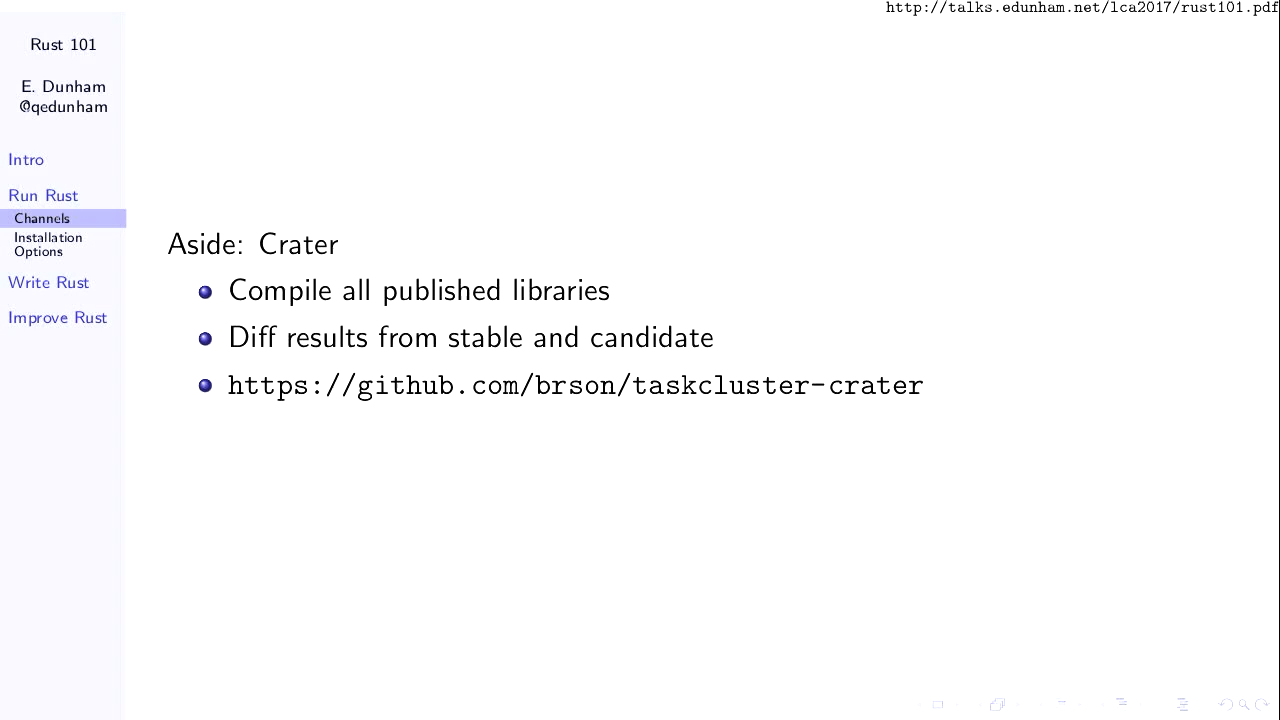 http://talks.edunham.net/lca2017/rust101.pdf
Rust 101
E. Dunham
@qedunham
Intro
Run Rust
Channels
Installation
Options
Write Rust
Improve Rust
Aside: Crater
Compile all published libraries
Diff results from stable and candidate
https://github.com/brson/taskcluster-crater